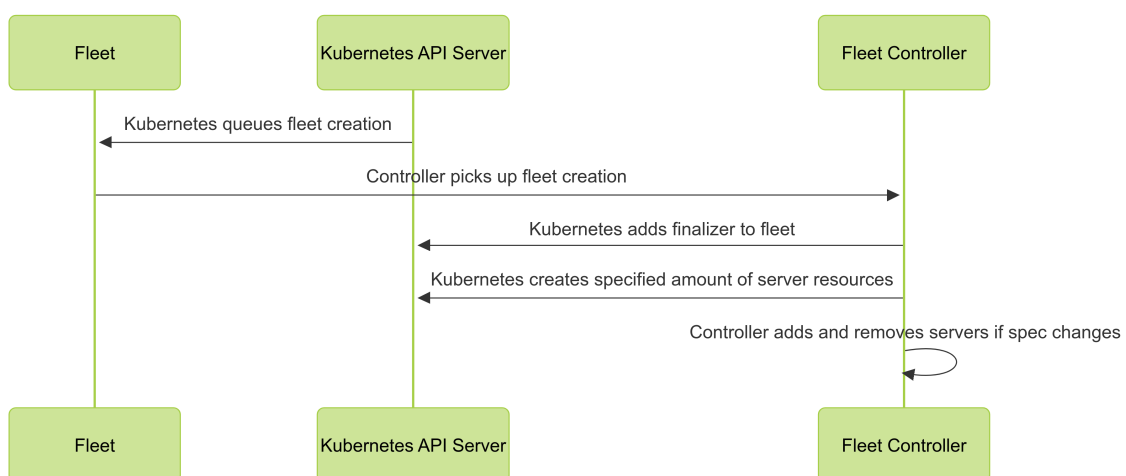 Fleet
Kubernetes API Server
Fleet Controller
Kubernetes queues fleet creation
Controller picks up fleet creation
Kubernetes adds finalizer to fleet
Kubernetes creates specified amount of server resources
Controller adds and removes servers if spec changes
Fleet
Kubernetes API Server
Fleet Controller